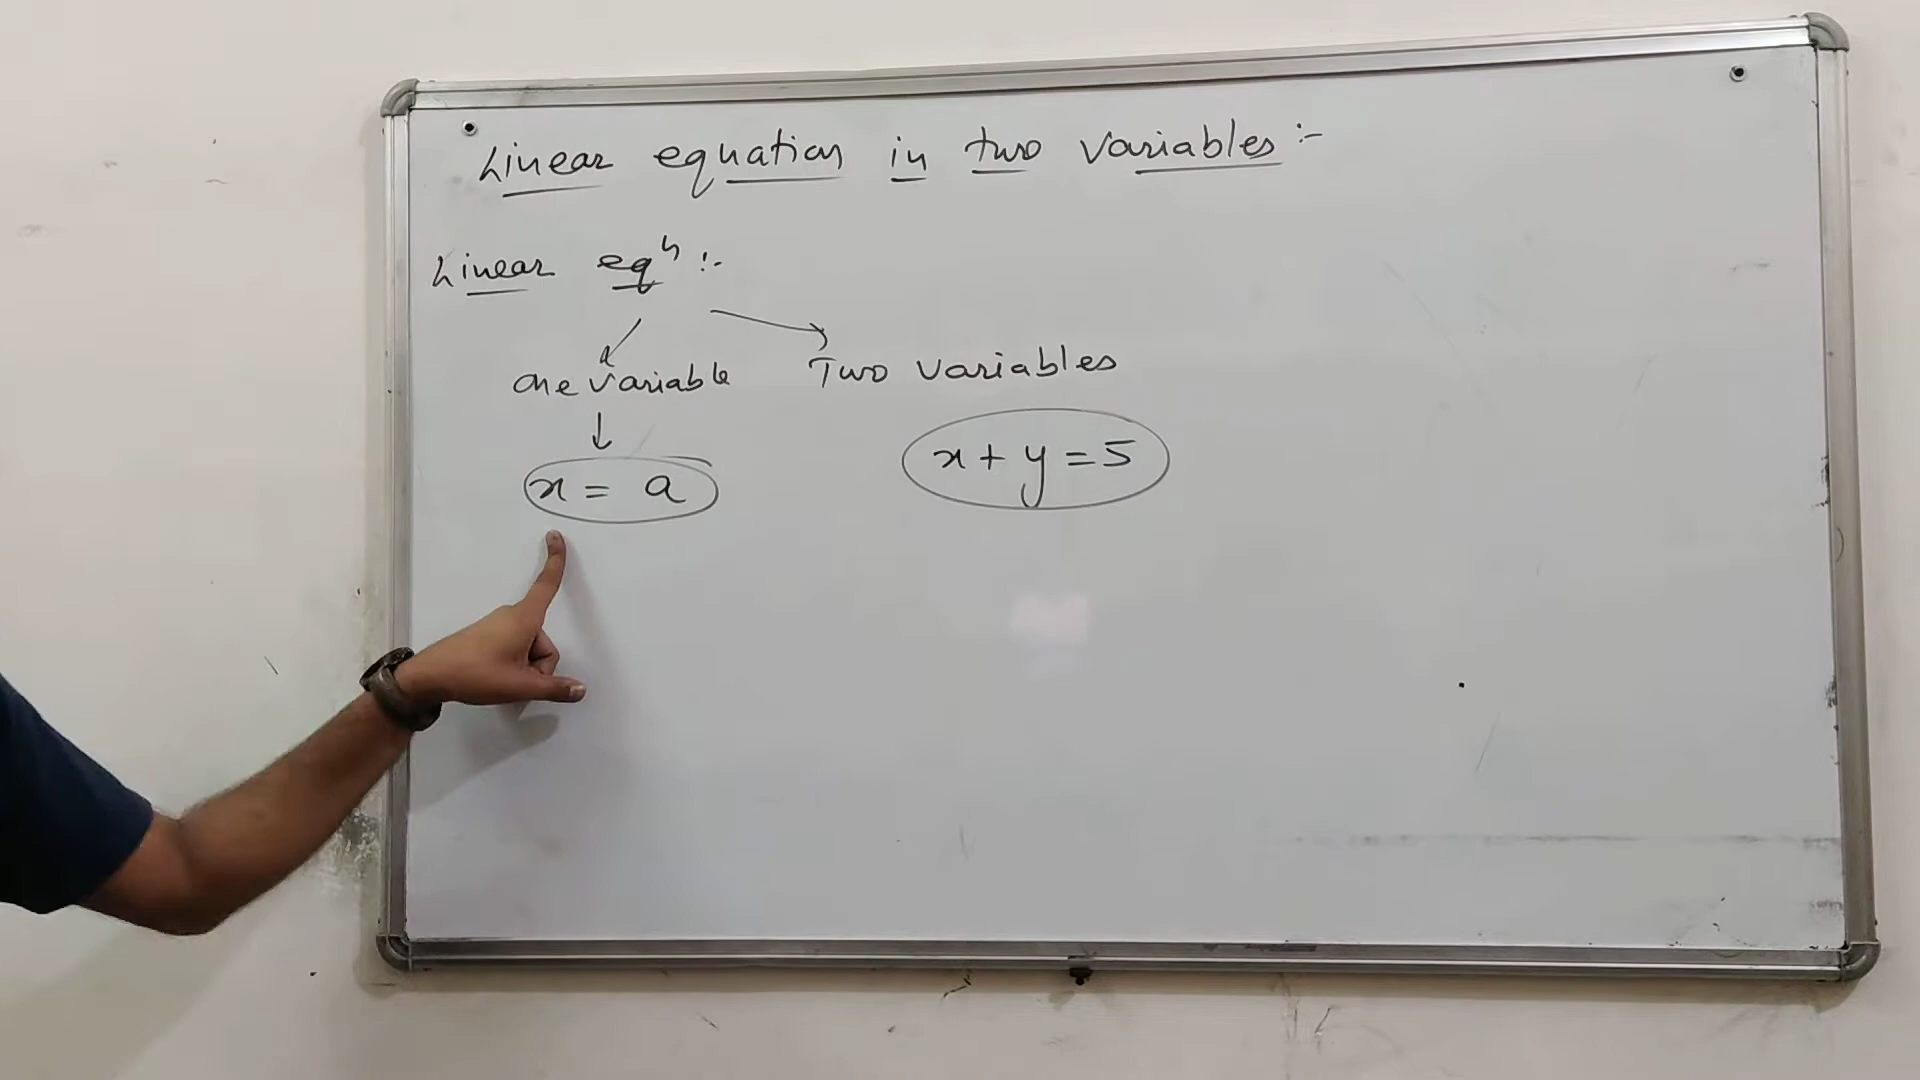 Linear equation in two variables :-
Linear eqⁿ :-
one variable Two variables
x = a x + y = 5